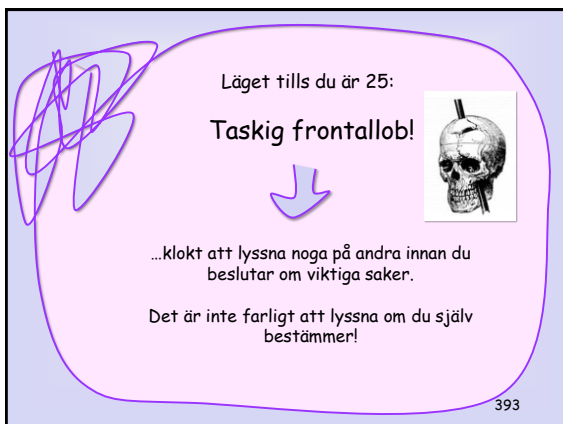 Läget tills du är 25:
Taskig frontallob!
…klokt att lyssna noga på andra innan du
beslutar om viktiga saker.
Det är inte farligt att lyssna om du själv
bestämmer!
393